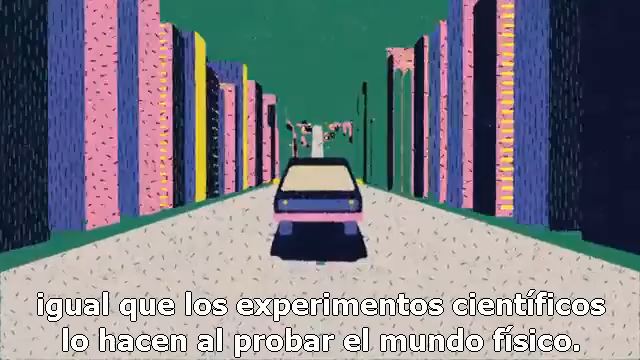 igual que los experimentos científicos
lo hacen al probar el mundo físico.